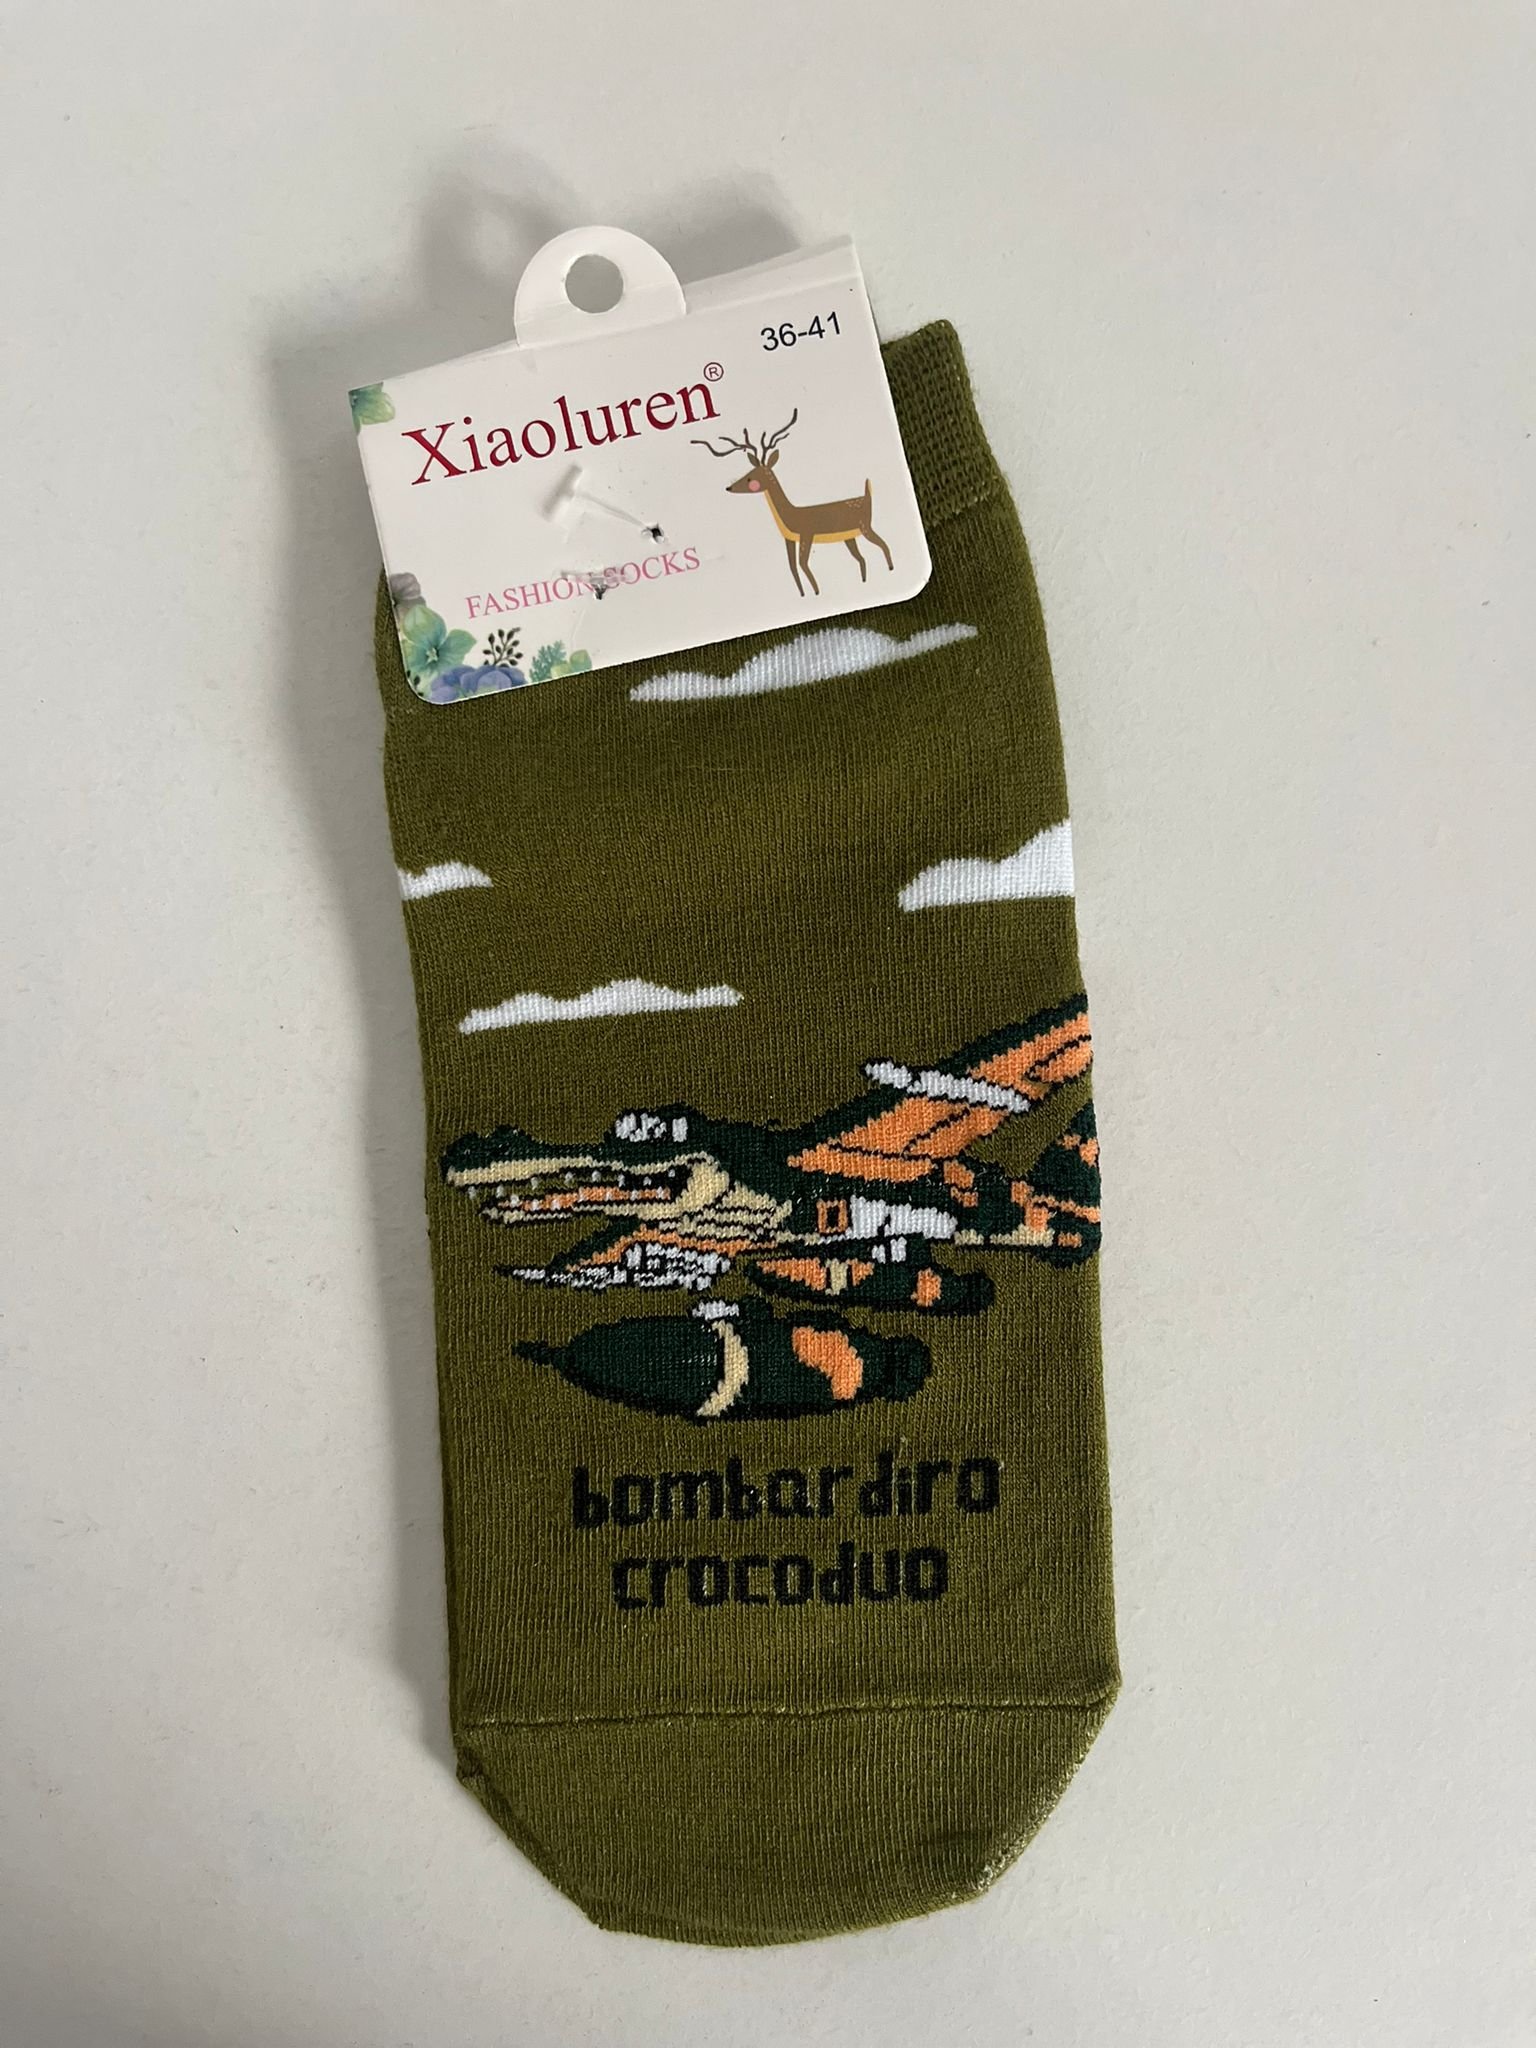 36-41
Xiaoluren®
FASHION SOCKS
bombardiro
crocoduo